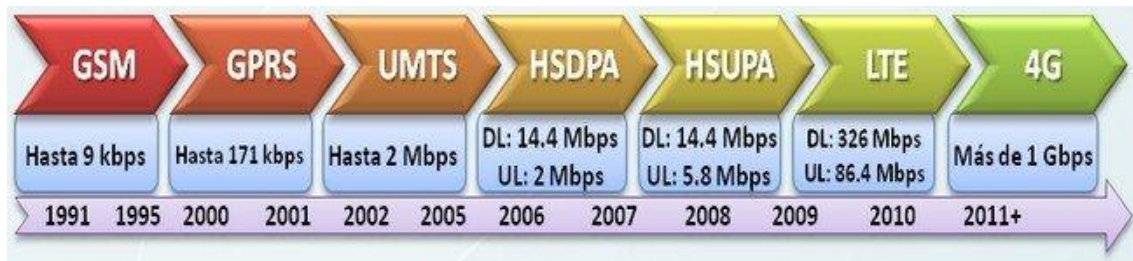 GSM GPRS UMTS HSDPA HSUPA LTE 4G
Hasta 9 kbps
Hasta 171 kbps
Hasta 2 Mbps
DL: 14.4 Mbps
UL: 2 Mbps
DL: 14.4 Mbps
UL: 5.8 Mbps
DL: 326 Mbps
UL: 86.4 Mbps
Más de 1 Gbps
1991 1995 2000 2001 2002 2005 2006 2007 2008 2009 2010 2011+